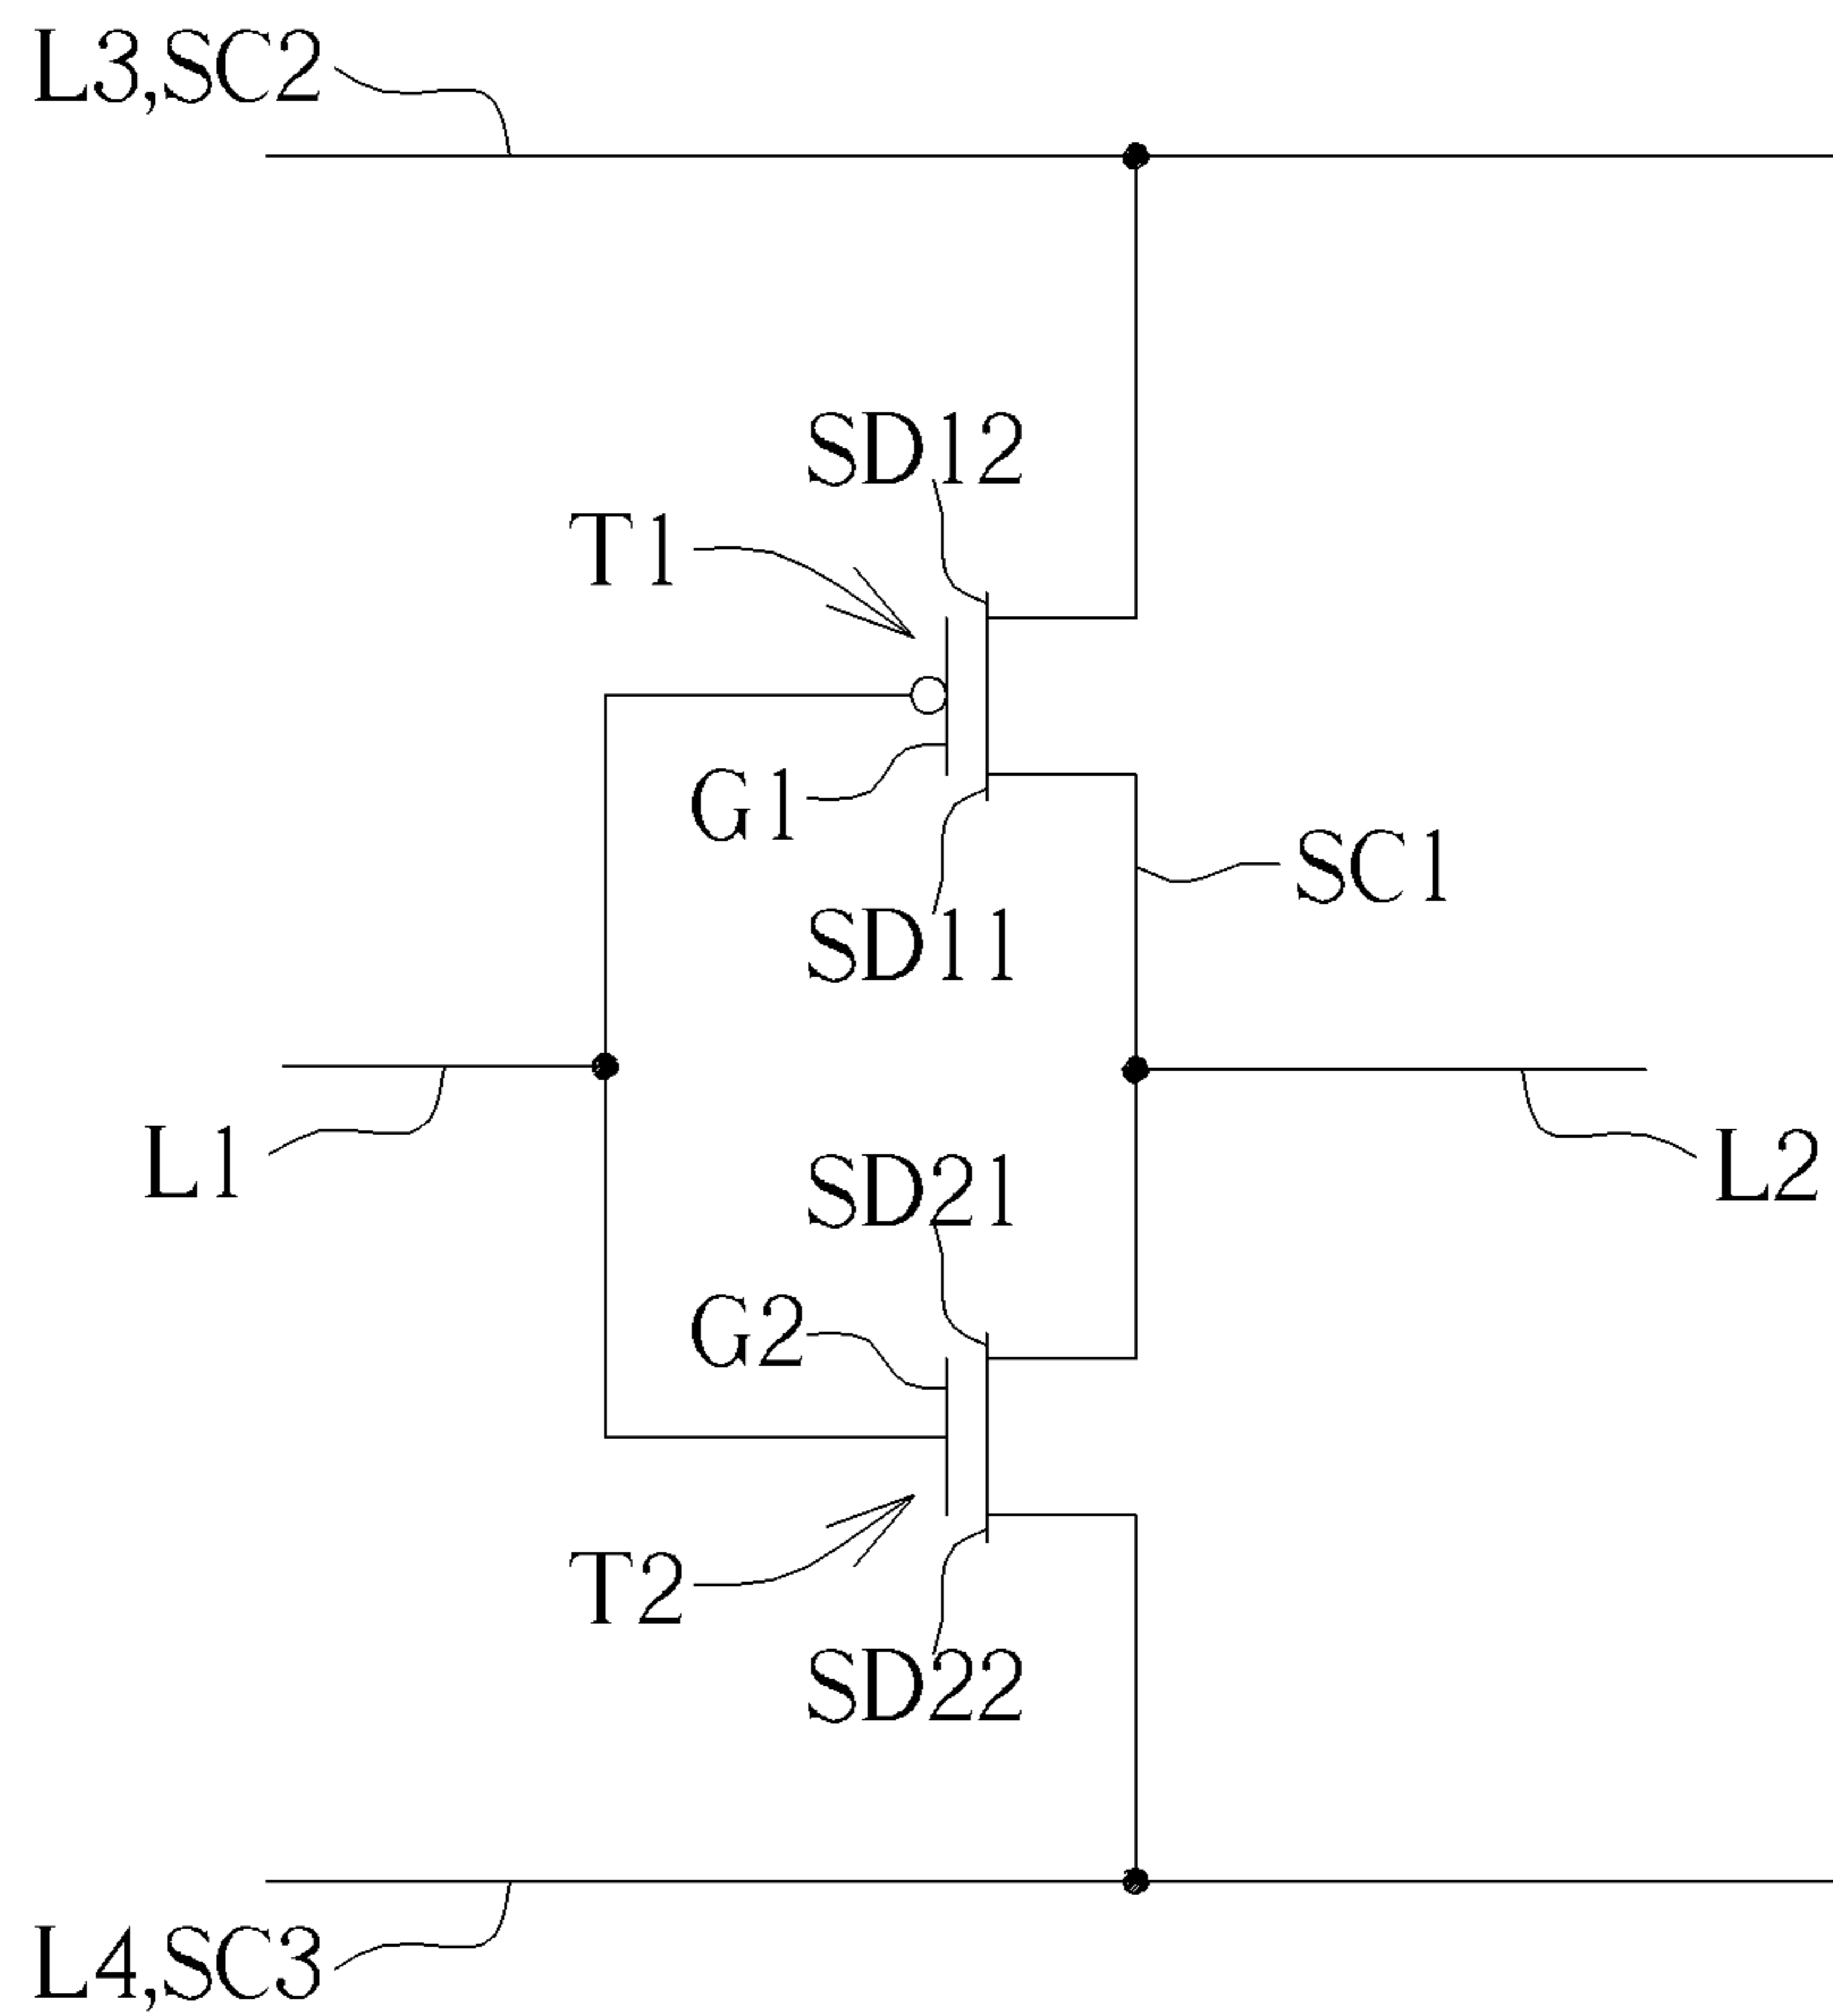 L3,SC2
SD12
T1
G1
SC1
SD11
L1
L2
SD21
G2
T2
SD22
L4,SC3